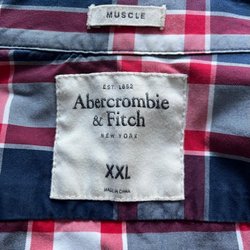 MUSCLE
EST. 1892
Abercrombie
& Fitch
NEW YORK
XXL
MADE IN CHINA